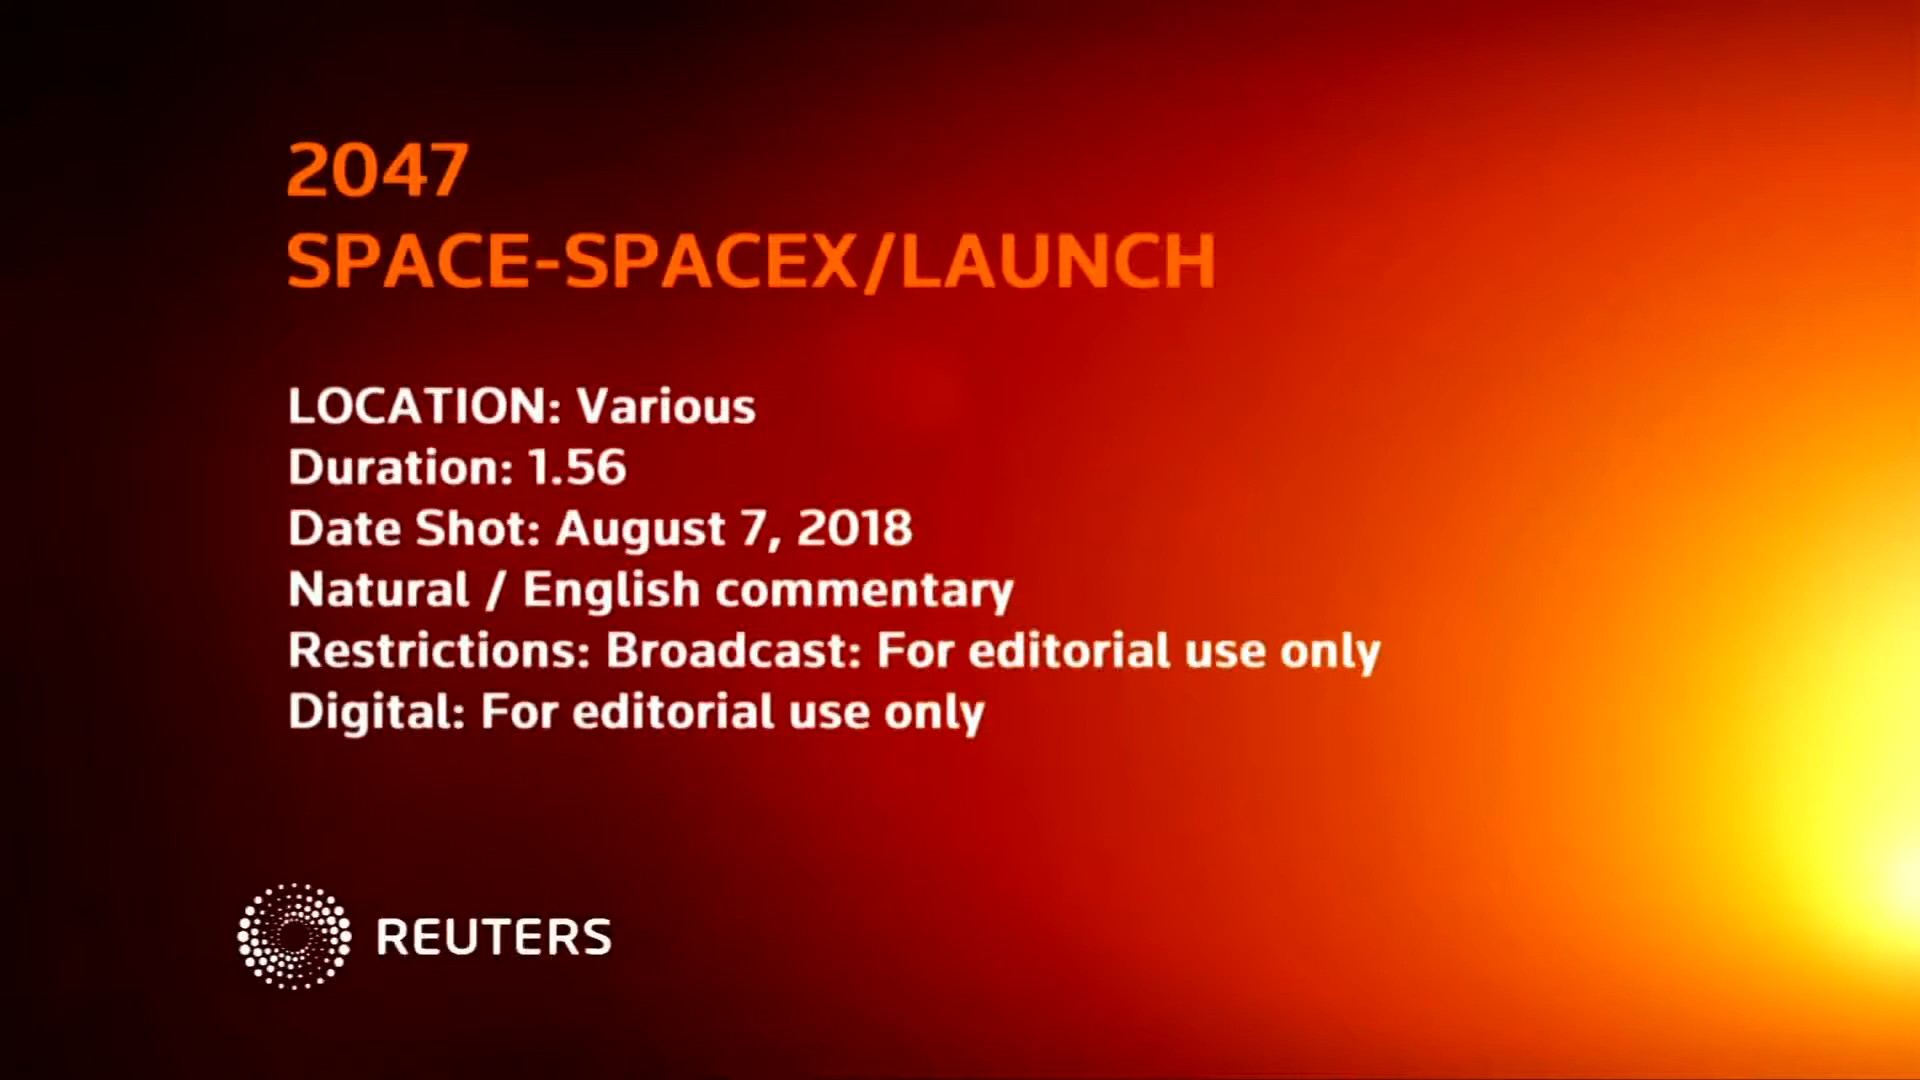 2047
SPACE-SPACEX/LAUNCH
LOCATION: Various
Duration: 1.56
Date Shot: August 7, 2018
Natural / English commentary
Restrictions: Broadcast: For editorial use only
Digital: For editorial use only
REUTERS